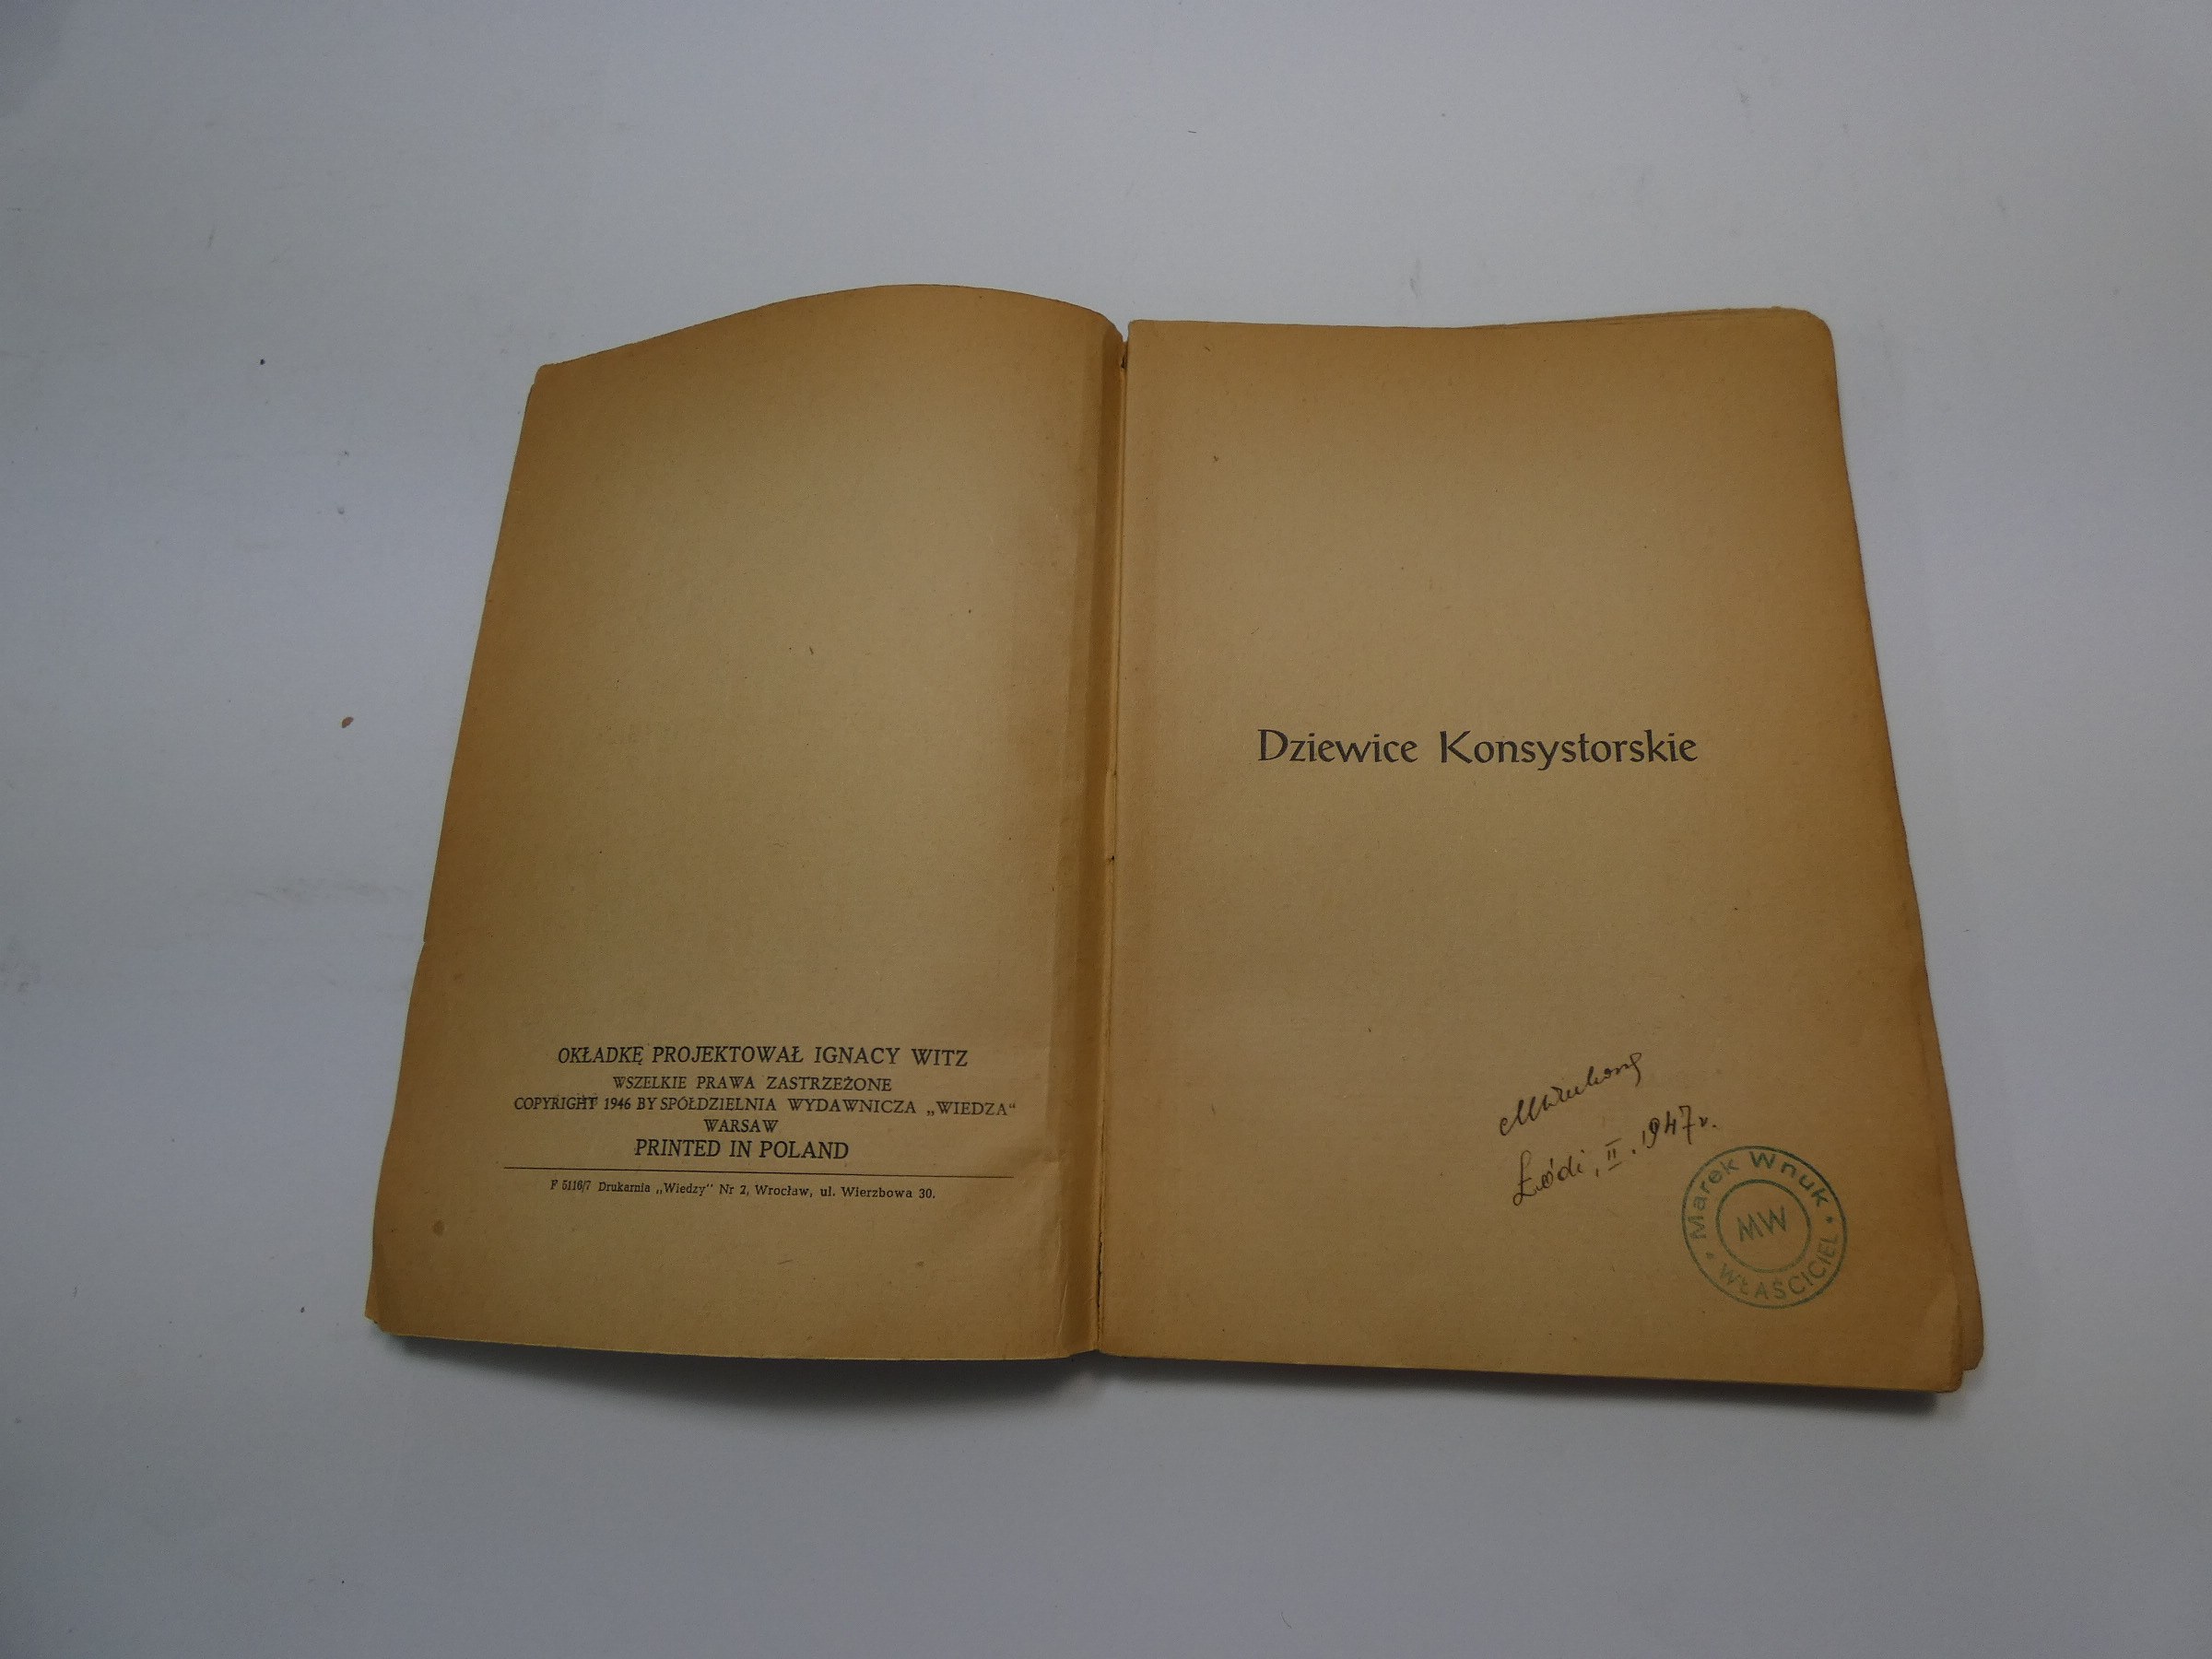 OKŁADKĘ PROJEKTOWAŁ IGNACY WITZ
WSZELKIE PRAWA ZASTRZEŻONE
COPYRIGHT 1946 BY SPÓŁDZIELNIA WYDAWNICZA „WIEDZA“
WARSAW
PRINTED IN POLAND
F 5116/7 Drukarnia „Wiedzy“ Nr 2, Wrocław, ul. Wierzbowa 30.
Dziewice Konsystorskie
Łódź, II. 1947 r.
Marek Wnuk
MW
WŁAŚCICIEL